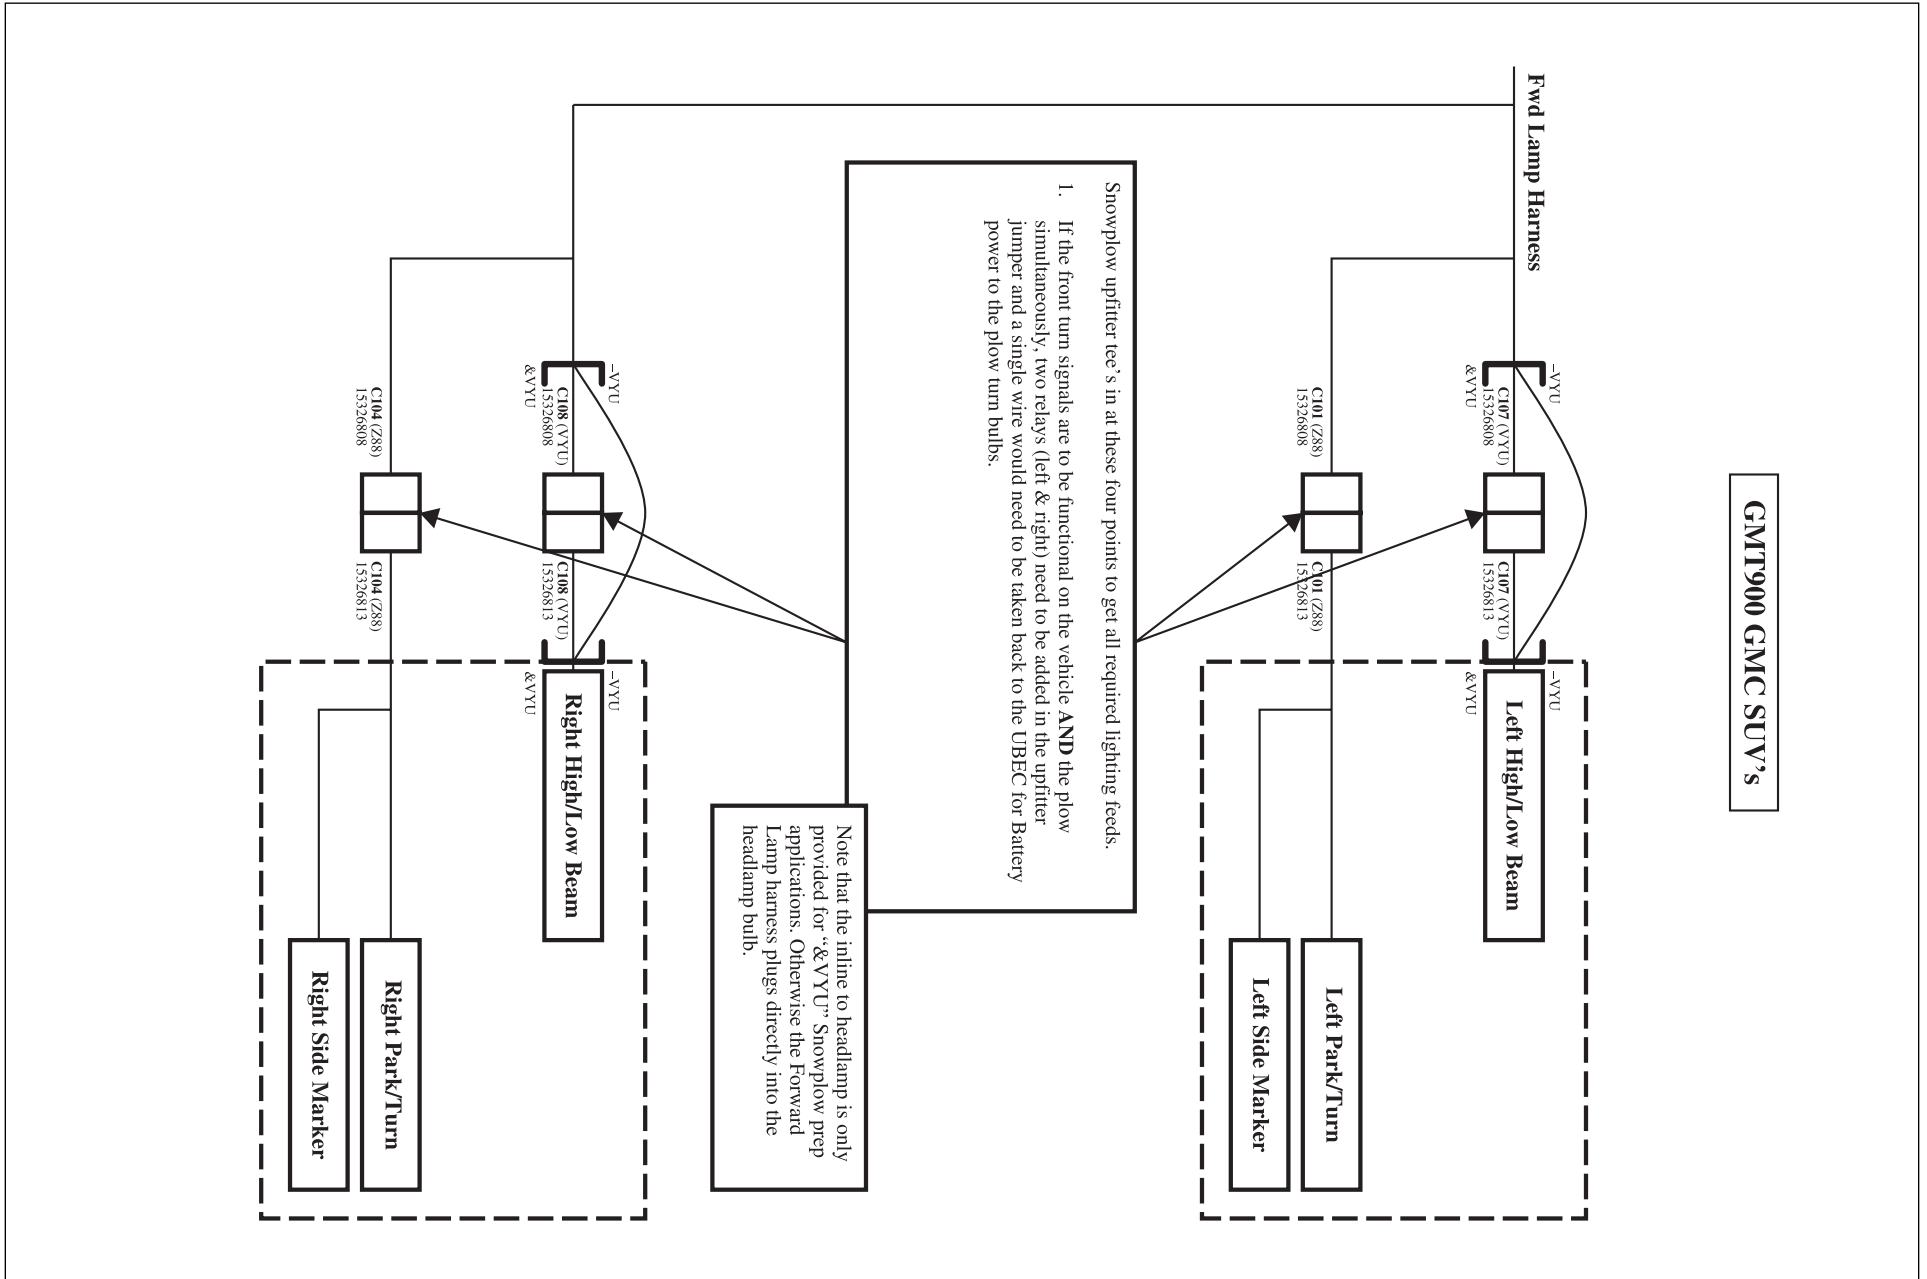 GMT900 GMC SUV's
Fwd Lamp Harness
–VYU
&VYU
C107 (VYU)
15326808
C107 (VYU)
15326813
–VYU
&VYU
Left High/Low Beam
C101 (Z88)
15326808
C101 (Z88)
15326813
Left Park/Turn
Left Side Marker
Snowplow upfitter tee's in at these four points to get all required lighting feeds.
1. If the front turn signals are to be functional on the vehicle AND the plow
simultaneously, two relays (left & right) need to be added in the upfitter
jumper and a single wire would need to be taken back to the UBEC for Battery
power to the plow turn bulbs.
Note that the inline to headlamp is only
provided for “&VYU” Snowplow prep
applications. Otherwise the Forward
Lamp harness plugs directly into the
headlamp bulb.
–VYU
&VYU
C108 (VYU)
15326808
C108 (VYU)
15326813
–VYU
&VYU
Right High/Low Beam
C104 (Z88)
15326808
C104 (Z88)
15326813
Right Park/Turn
Right Side Marker